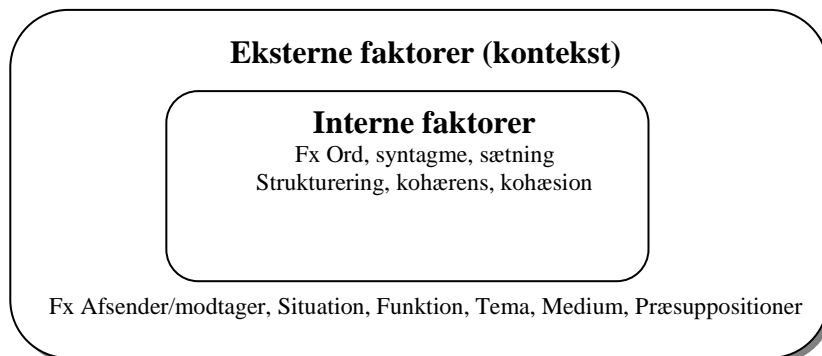 Eksterne faktorer (kontekst)
Interne faktorer
Fx Ord, syntagme, sætning
Strukturering, kohærens, kohæsion
Fx Afsender/modtager, Situation, Funktion, Tema, Medium, Præsuppositioner